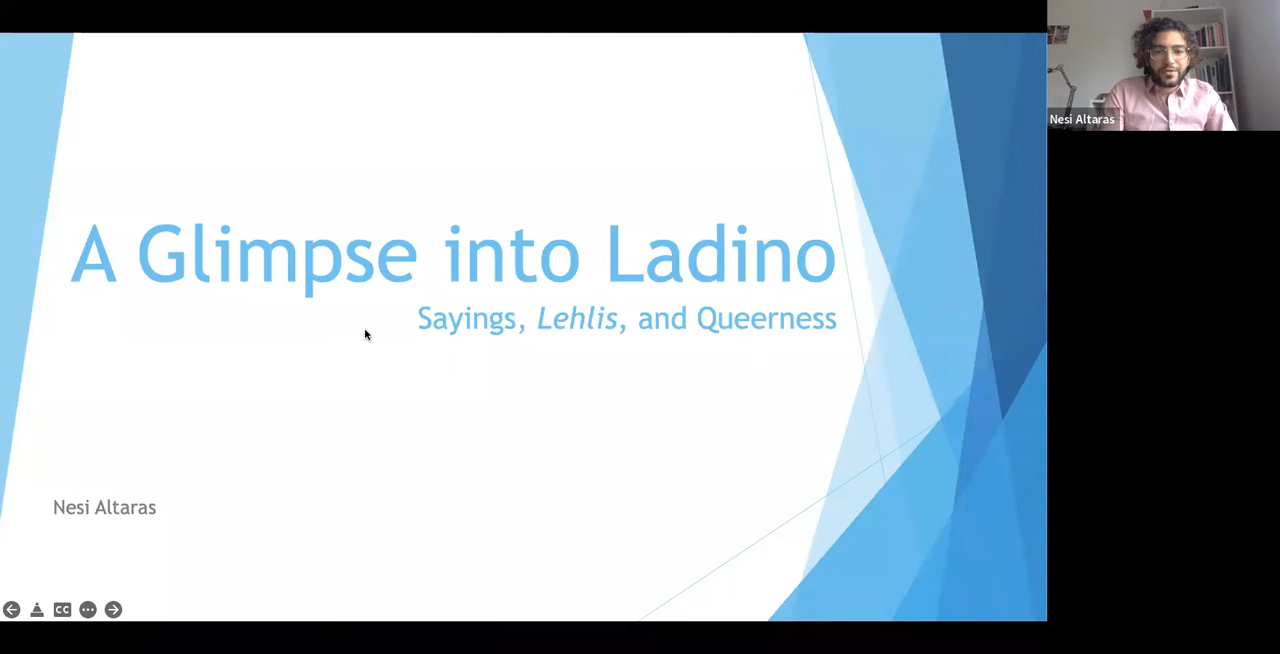 A Glimpse into Ladino
Sayings, Lehlis, and Queerness
Nesi Altaras
Nesi Altaras
CC